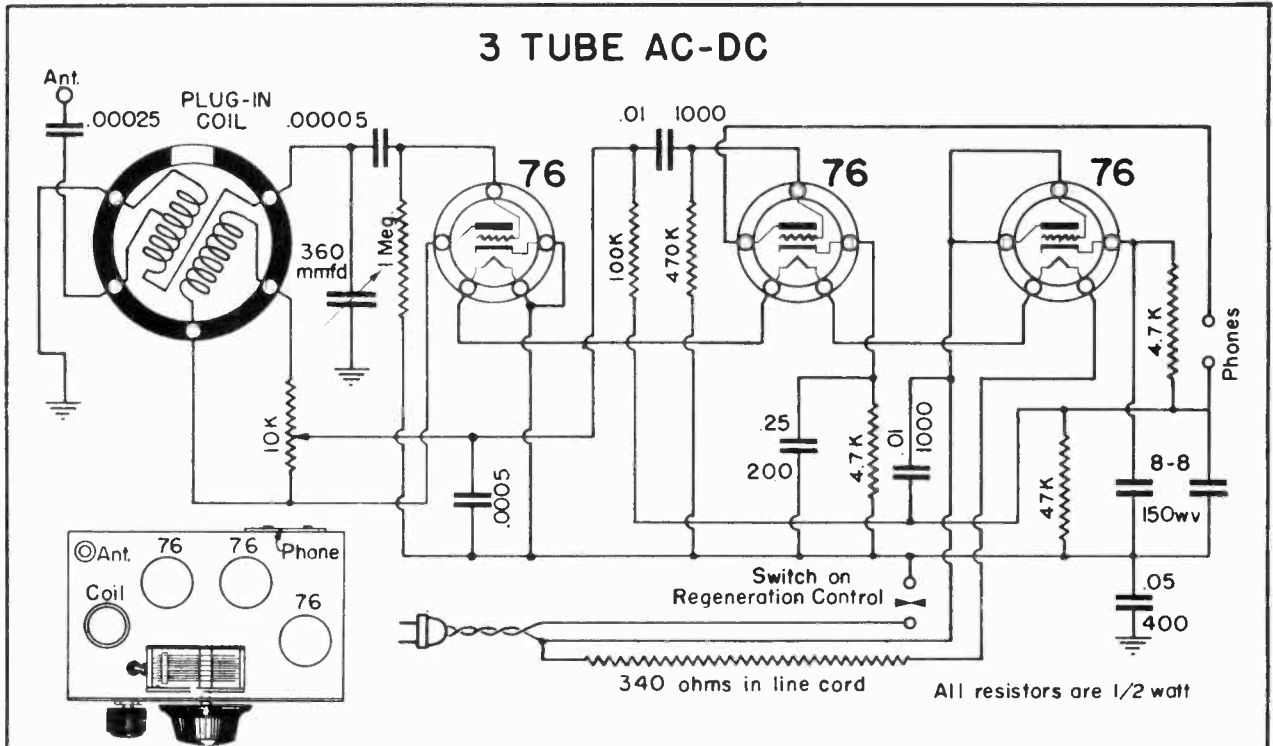 3 TUBE AC-DC
Ant.
.00025
PLUG-IN
COIL
.00005
76
.01 1000
76
76
360
mmfd
1 Meg.
100K
470K
4.7K
Phones
10K
.0005
.25
200
4.7K
.01
1000
47K
8-8
150wv
.05
400
Switch on
Regeneration Control
340 ohms in line cord
All resistors are 1/2 watt
Ant.
76
76
Phone
Coil
76